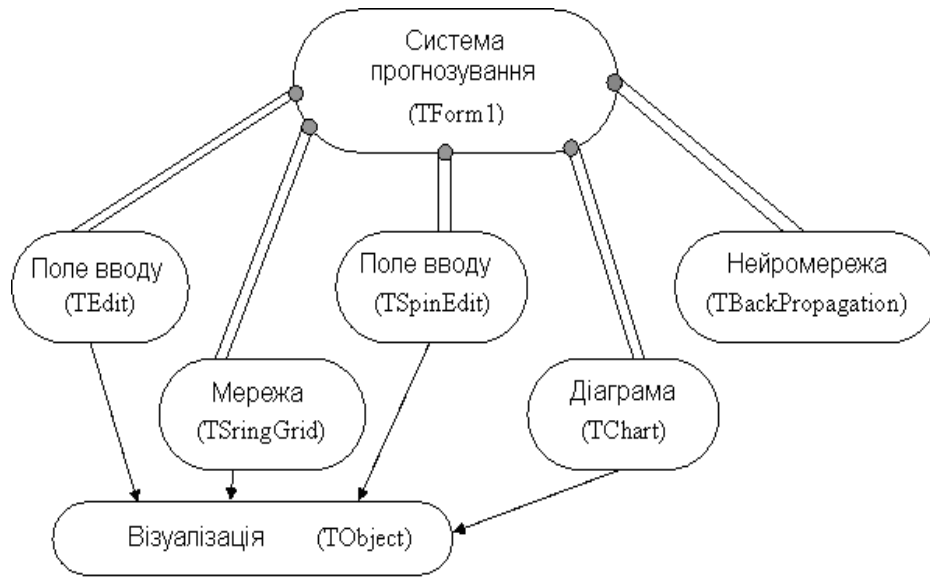 Система
прогнозування
(TForm1)
Поле вводу
(TEdit)
Поле вводу
(TSpinEdit)
Нейромережа
(TBackPropagation)
Мережа
(TSringGrid)
Діаграма
(TChart)
Візуалізація (TObject)